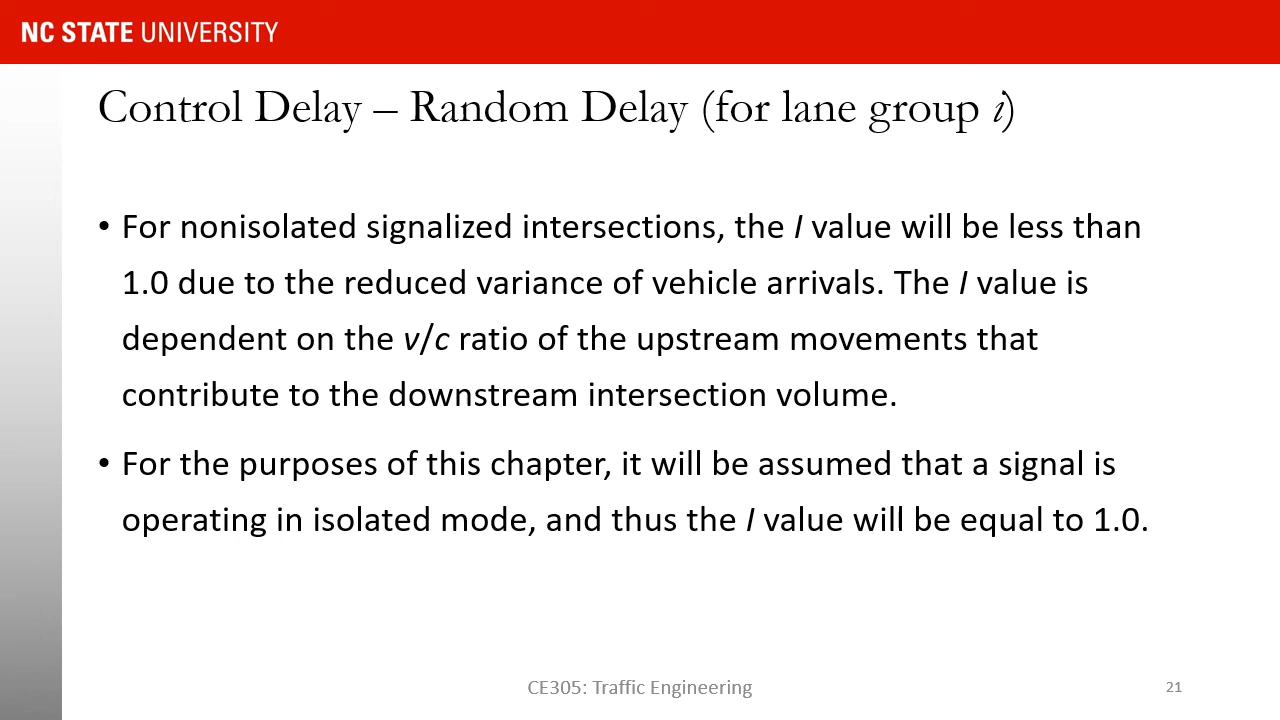 NC STATE UNIVERSITY
Control Delay – Random Delay (for lane group i)
• For nonisolated signalized intersections, the I value will be less than
1.0 due to the reduced variance of vehicle arrivals. The I value is
dependent on the v/c ratio of the upstream movements that
contribute to the downstream intersection volume.
• For the purposes of this chapter, it will be assumed that a signal is
operating in isolated mode, and thus the I value will be equal to 1.0.
CE305: Traffic Engineering
21